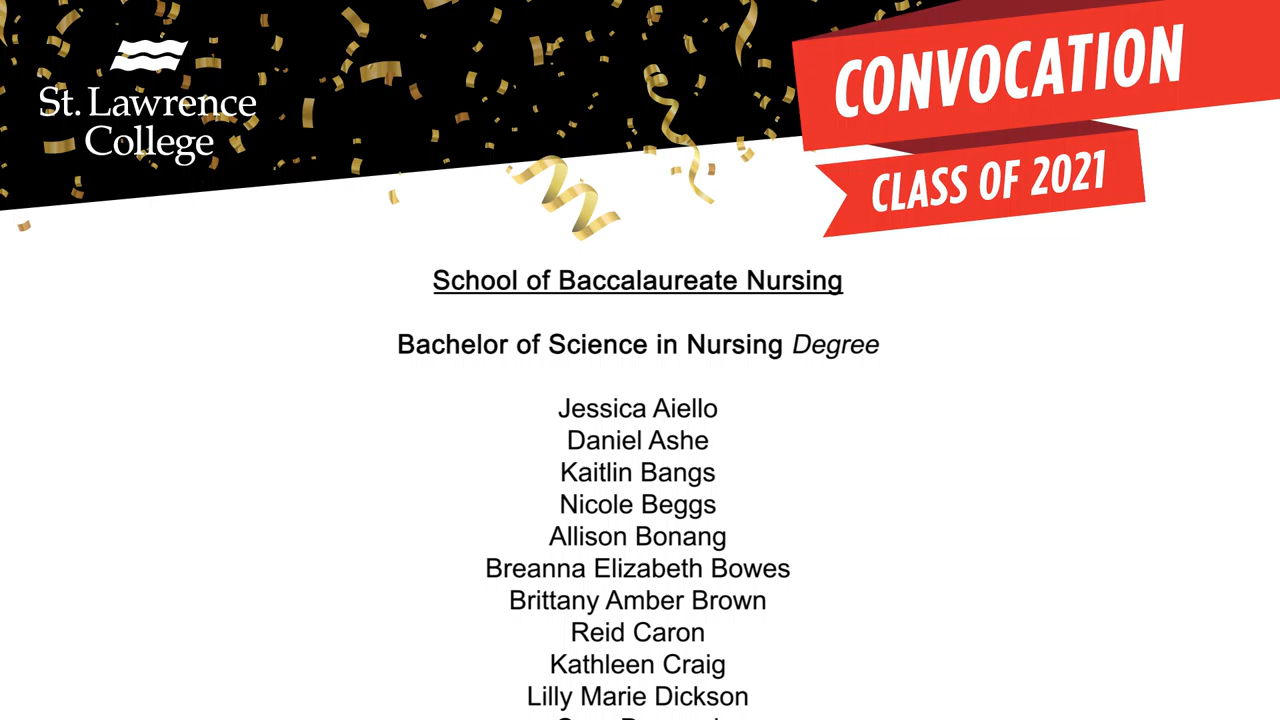 St. Lawrence
College
CONVOCATION
CLASS OF 2021
School of Baccalaureate Nursing
Bachelor of Science in Nursing Degree
Jessica Aiello
Daniel Ashe
Kaitlin Bangs
Nicole Beggs
Allison Bonang
Breanna Elizabeth Bowes
Brittany Amber Brown
Reid Caron
Kathleen Craig
Lilly Marie Dickson